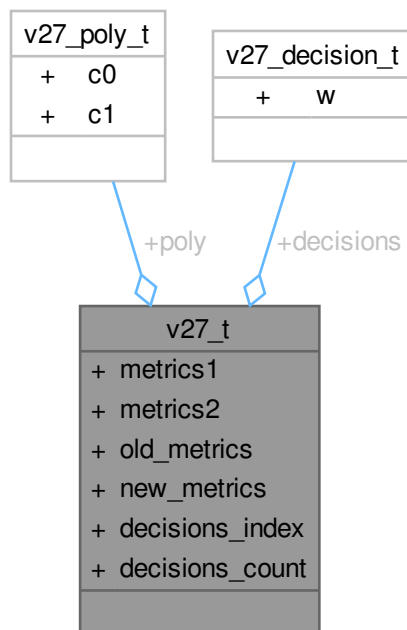 v27_poly_t
+ c0
+ c1
v27_decision_t
+ w
+poly
+decisions
v27_t
+ metrics1
+ metrics2
+ old_metrics
+ new_metrics
+ decisions_index
+ decisions_count